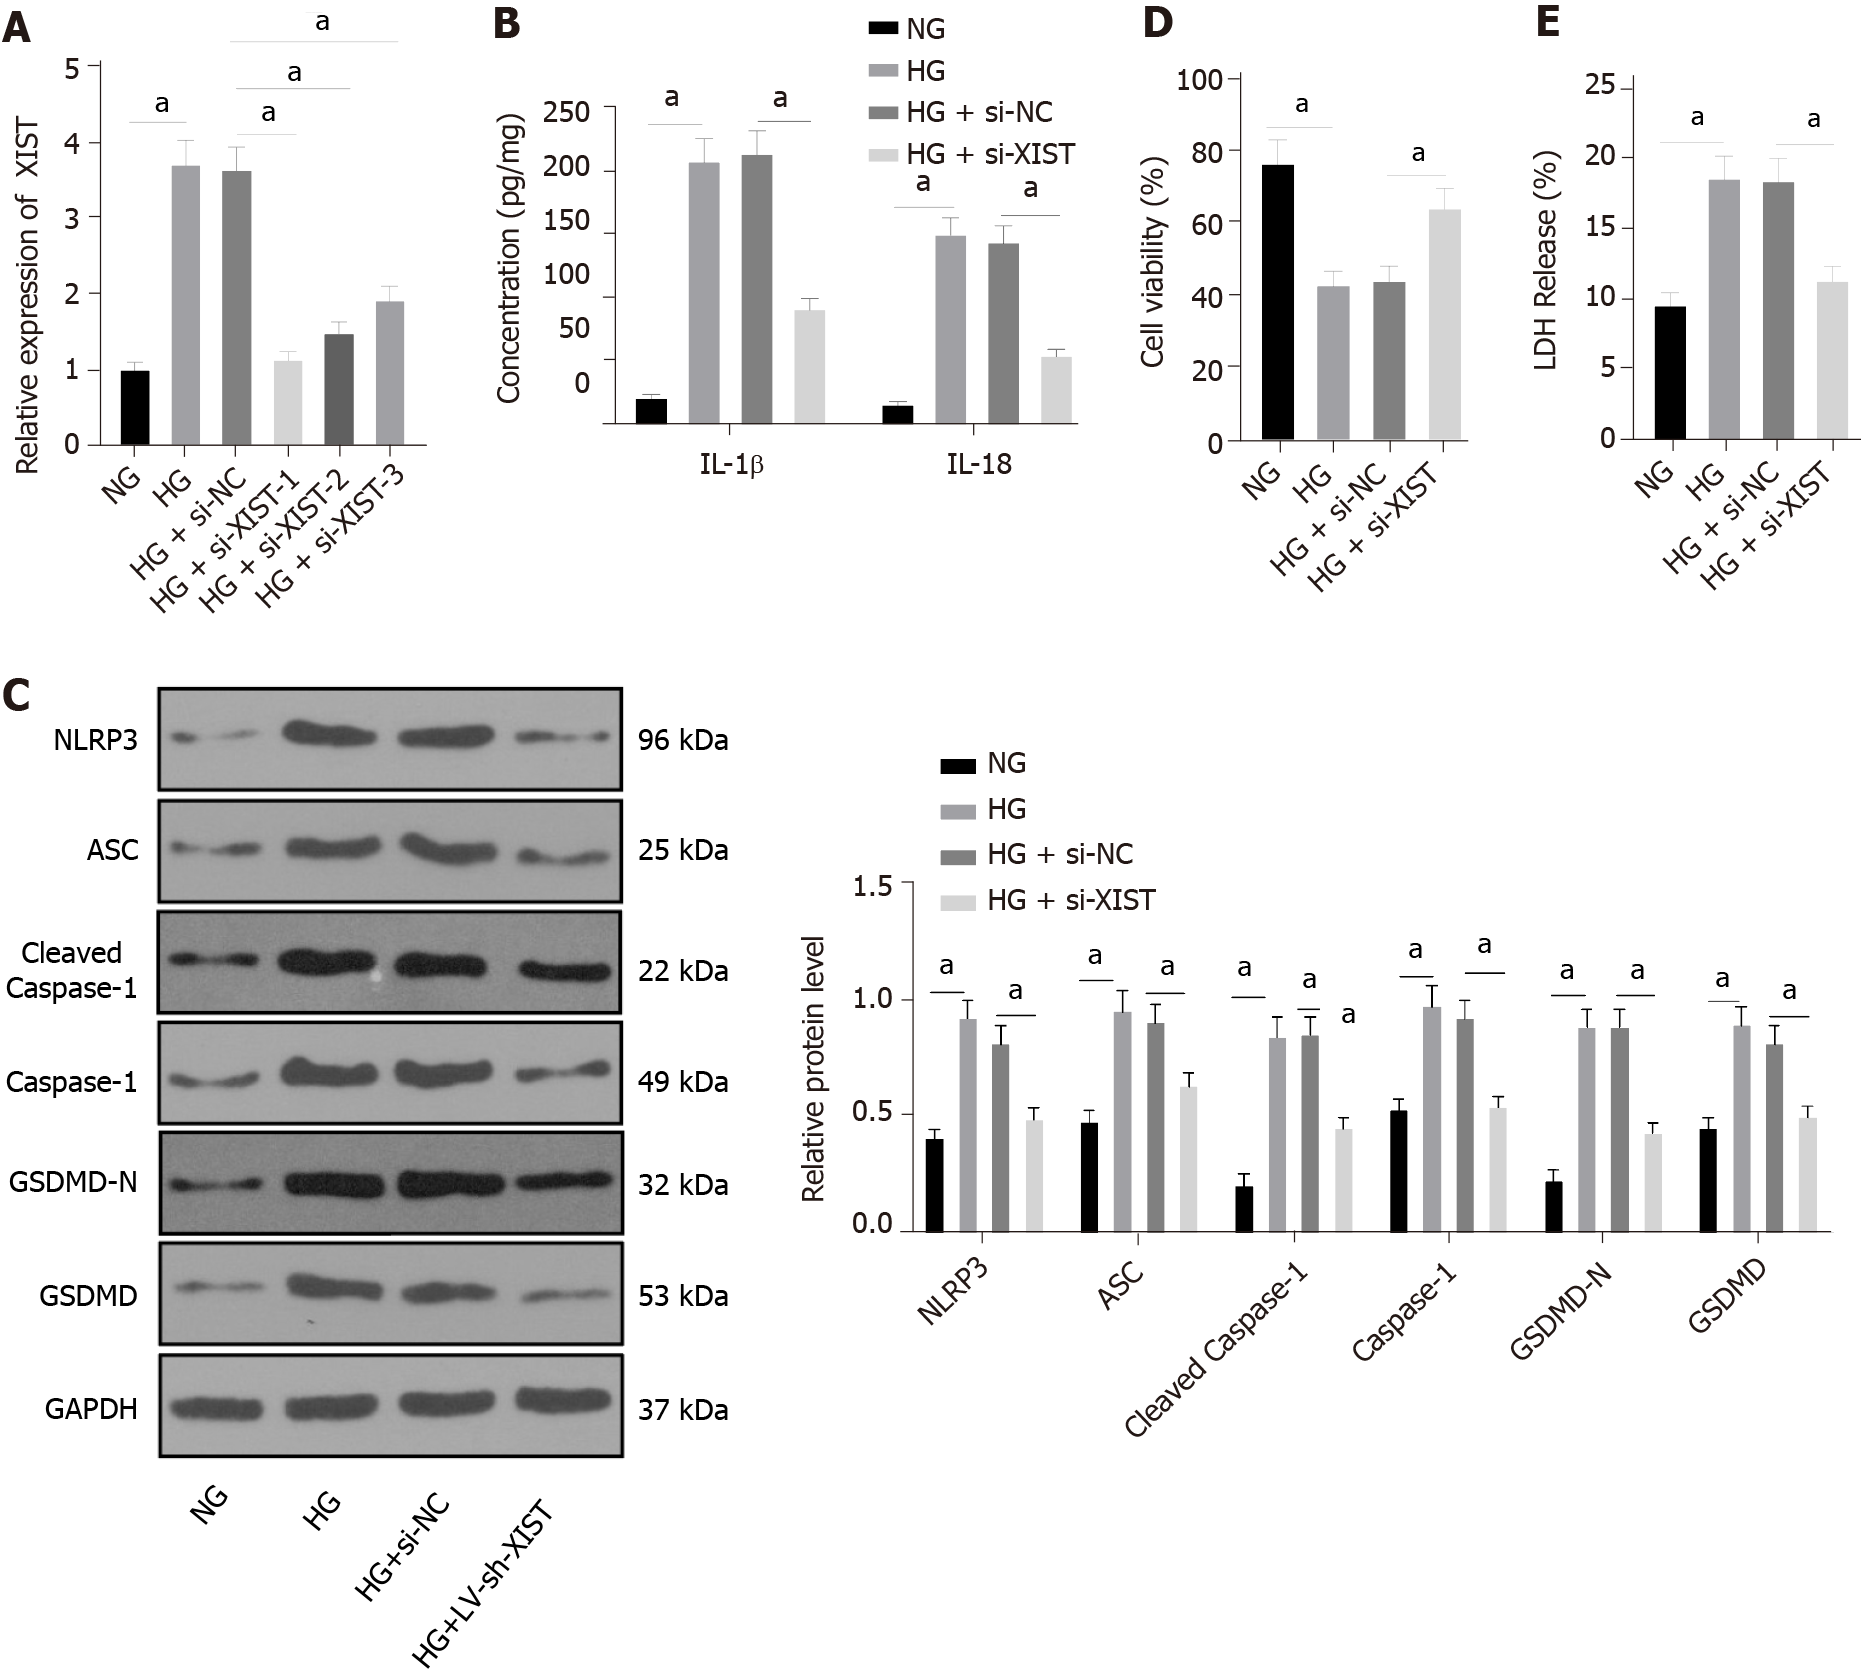 A
a
a
a
a
5
4
3
2
1
0
Relative expression of XIST
NG
HG
HG + si-NC
HG + si-XIST-1
HG + si-XIST-2
HG + si-XIST-3
B
NG
HG
HG + si-NC
HG + si-XIST
a
a
a
a
250
200
150
100
50
0
Concentration (pg/mg)
IL-1β
IL-18
D
100
80
60
40
20
0
Cell viability (%)
a
a
NG
HG
HG + si-NC
HG + si-XIST
E
25
20
15
10
5
0
LDH Release (%)
a
a
NG
HG
HG + si-NC
HG + si-XIST
C
NLRP3
96 kDa
ASC
25 kDa
Cleaved
Caspase-1
22 kDa
Caspase-1
49 kDa
GSDMD-N
32 kDa
GSDMD
53 kDa
GAPDH
37 kDa
NG
HG
HG+si-NC
HG+LV-sh-XIST
NG
HG
HG + si-NC
HG + si-XIST
1.5
1.0
0.5
0.0
Relative protein level
a
a
a
a
a
a
a
a
a
a
a
a
a
NLRP3
ASC
Cleaved Caspase-1
Caspase-1
GSDMD-N
GSDMD